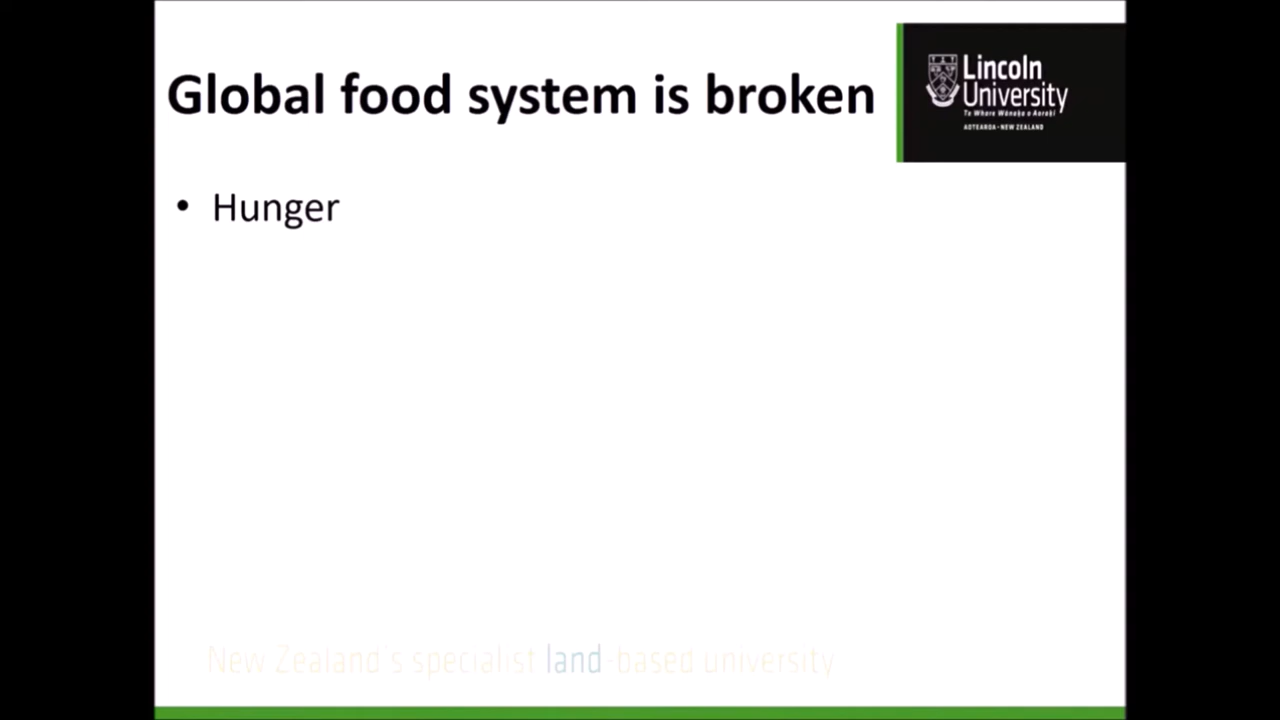 Global food system is broken
Lincoln
University
Te Whare Wānaka o Aoraki
AOTEAROA • NEW ZEALAND
• Hunger
New Zealand's specialist land-based university